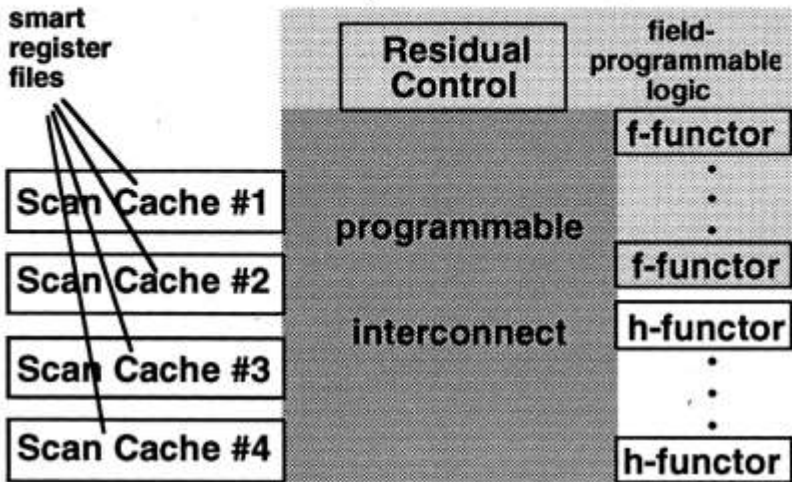 smart
register
files
Residual
Control
field-
programmable
logic
f-functor
Scan Cache #1
programmable
Scan Cache #2
f-functor
interconnect
h-functor
Scan Cache #3
Scan Cache #4
h-functor